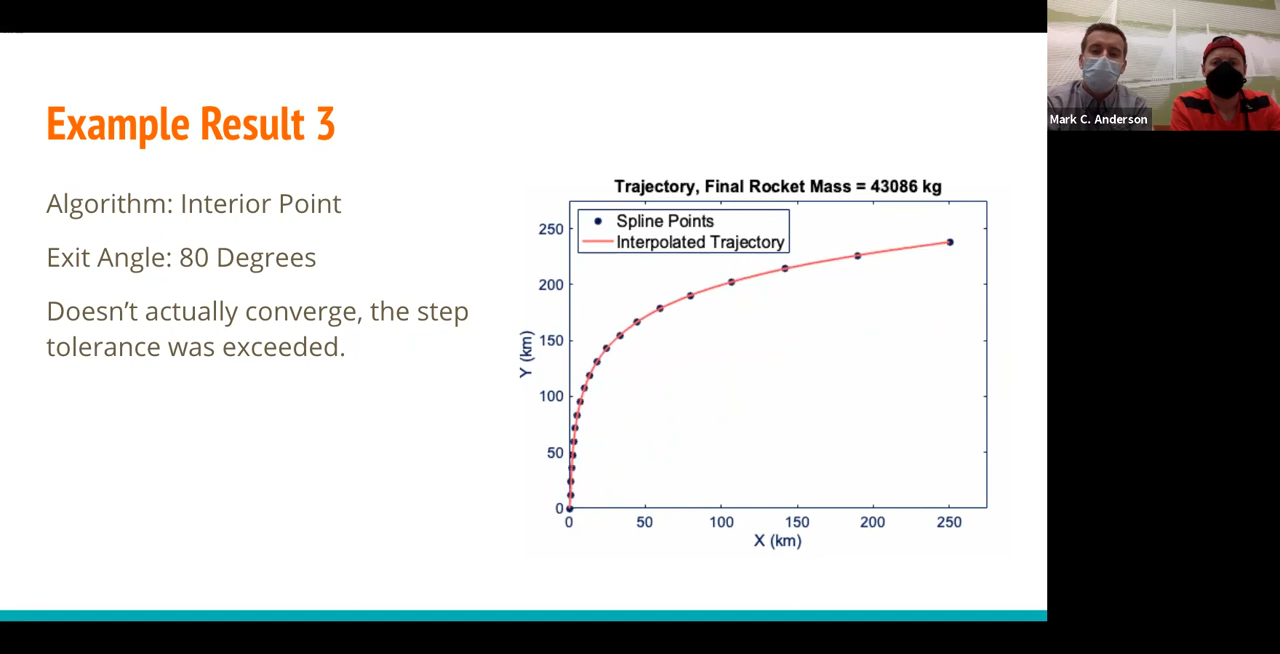 Example Result 3
Algorithm: Interior Point
Exit Angle: 80 Degrees
Doesn’t actually converge, the step
tolerance was exceeded.
Trajectory, Final Rocket Mass = 43086 kg
Spline Points
Interpolated Trajectory
Y (km)
250
200
150
100
50
0
0 50 100 150 200 250
X (km)
Mark C. Anderson